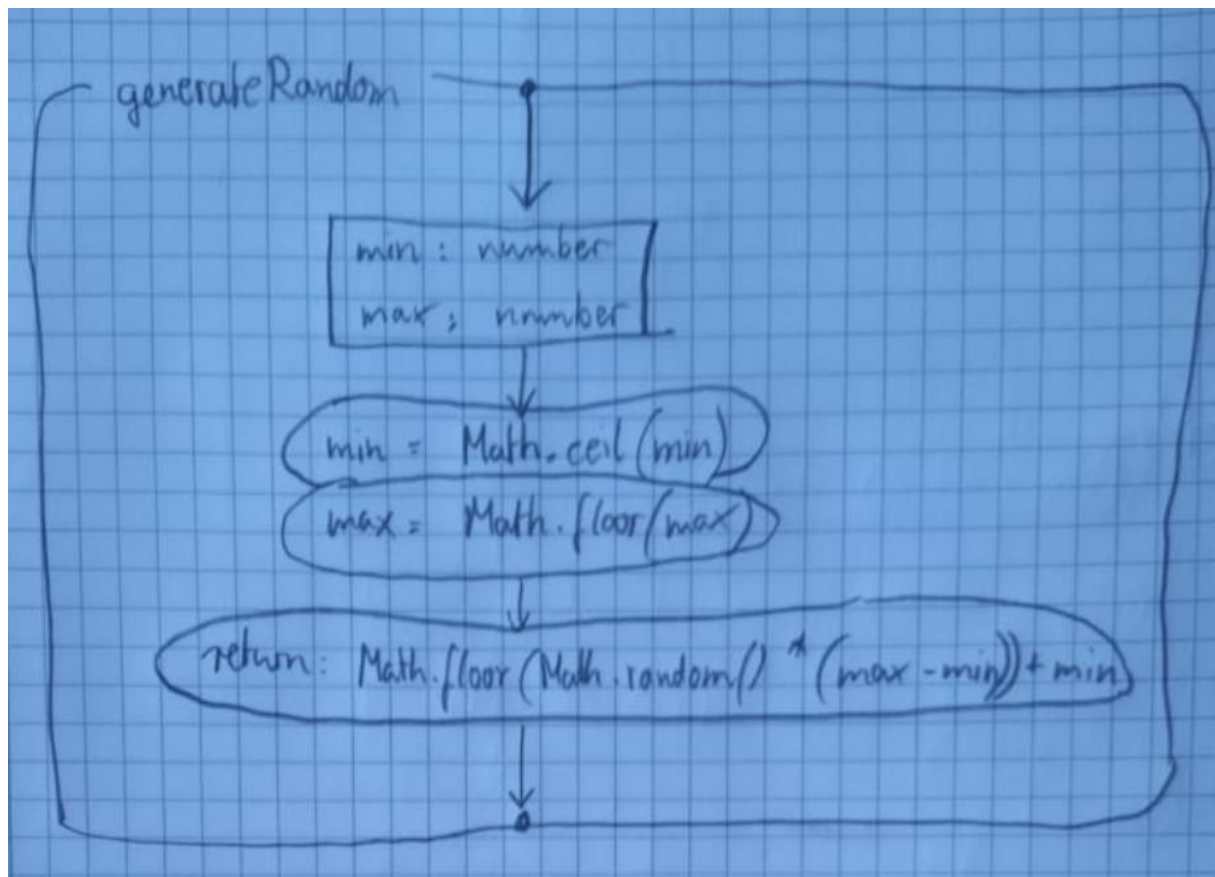 generateRandom
min : number
max : number
min = Math.ceil(min)
max = Math.floor(max)
return: Math.floor(Math.random() * (max - min)) + min